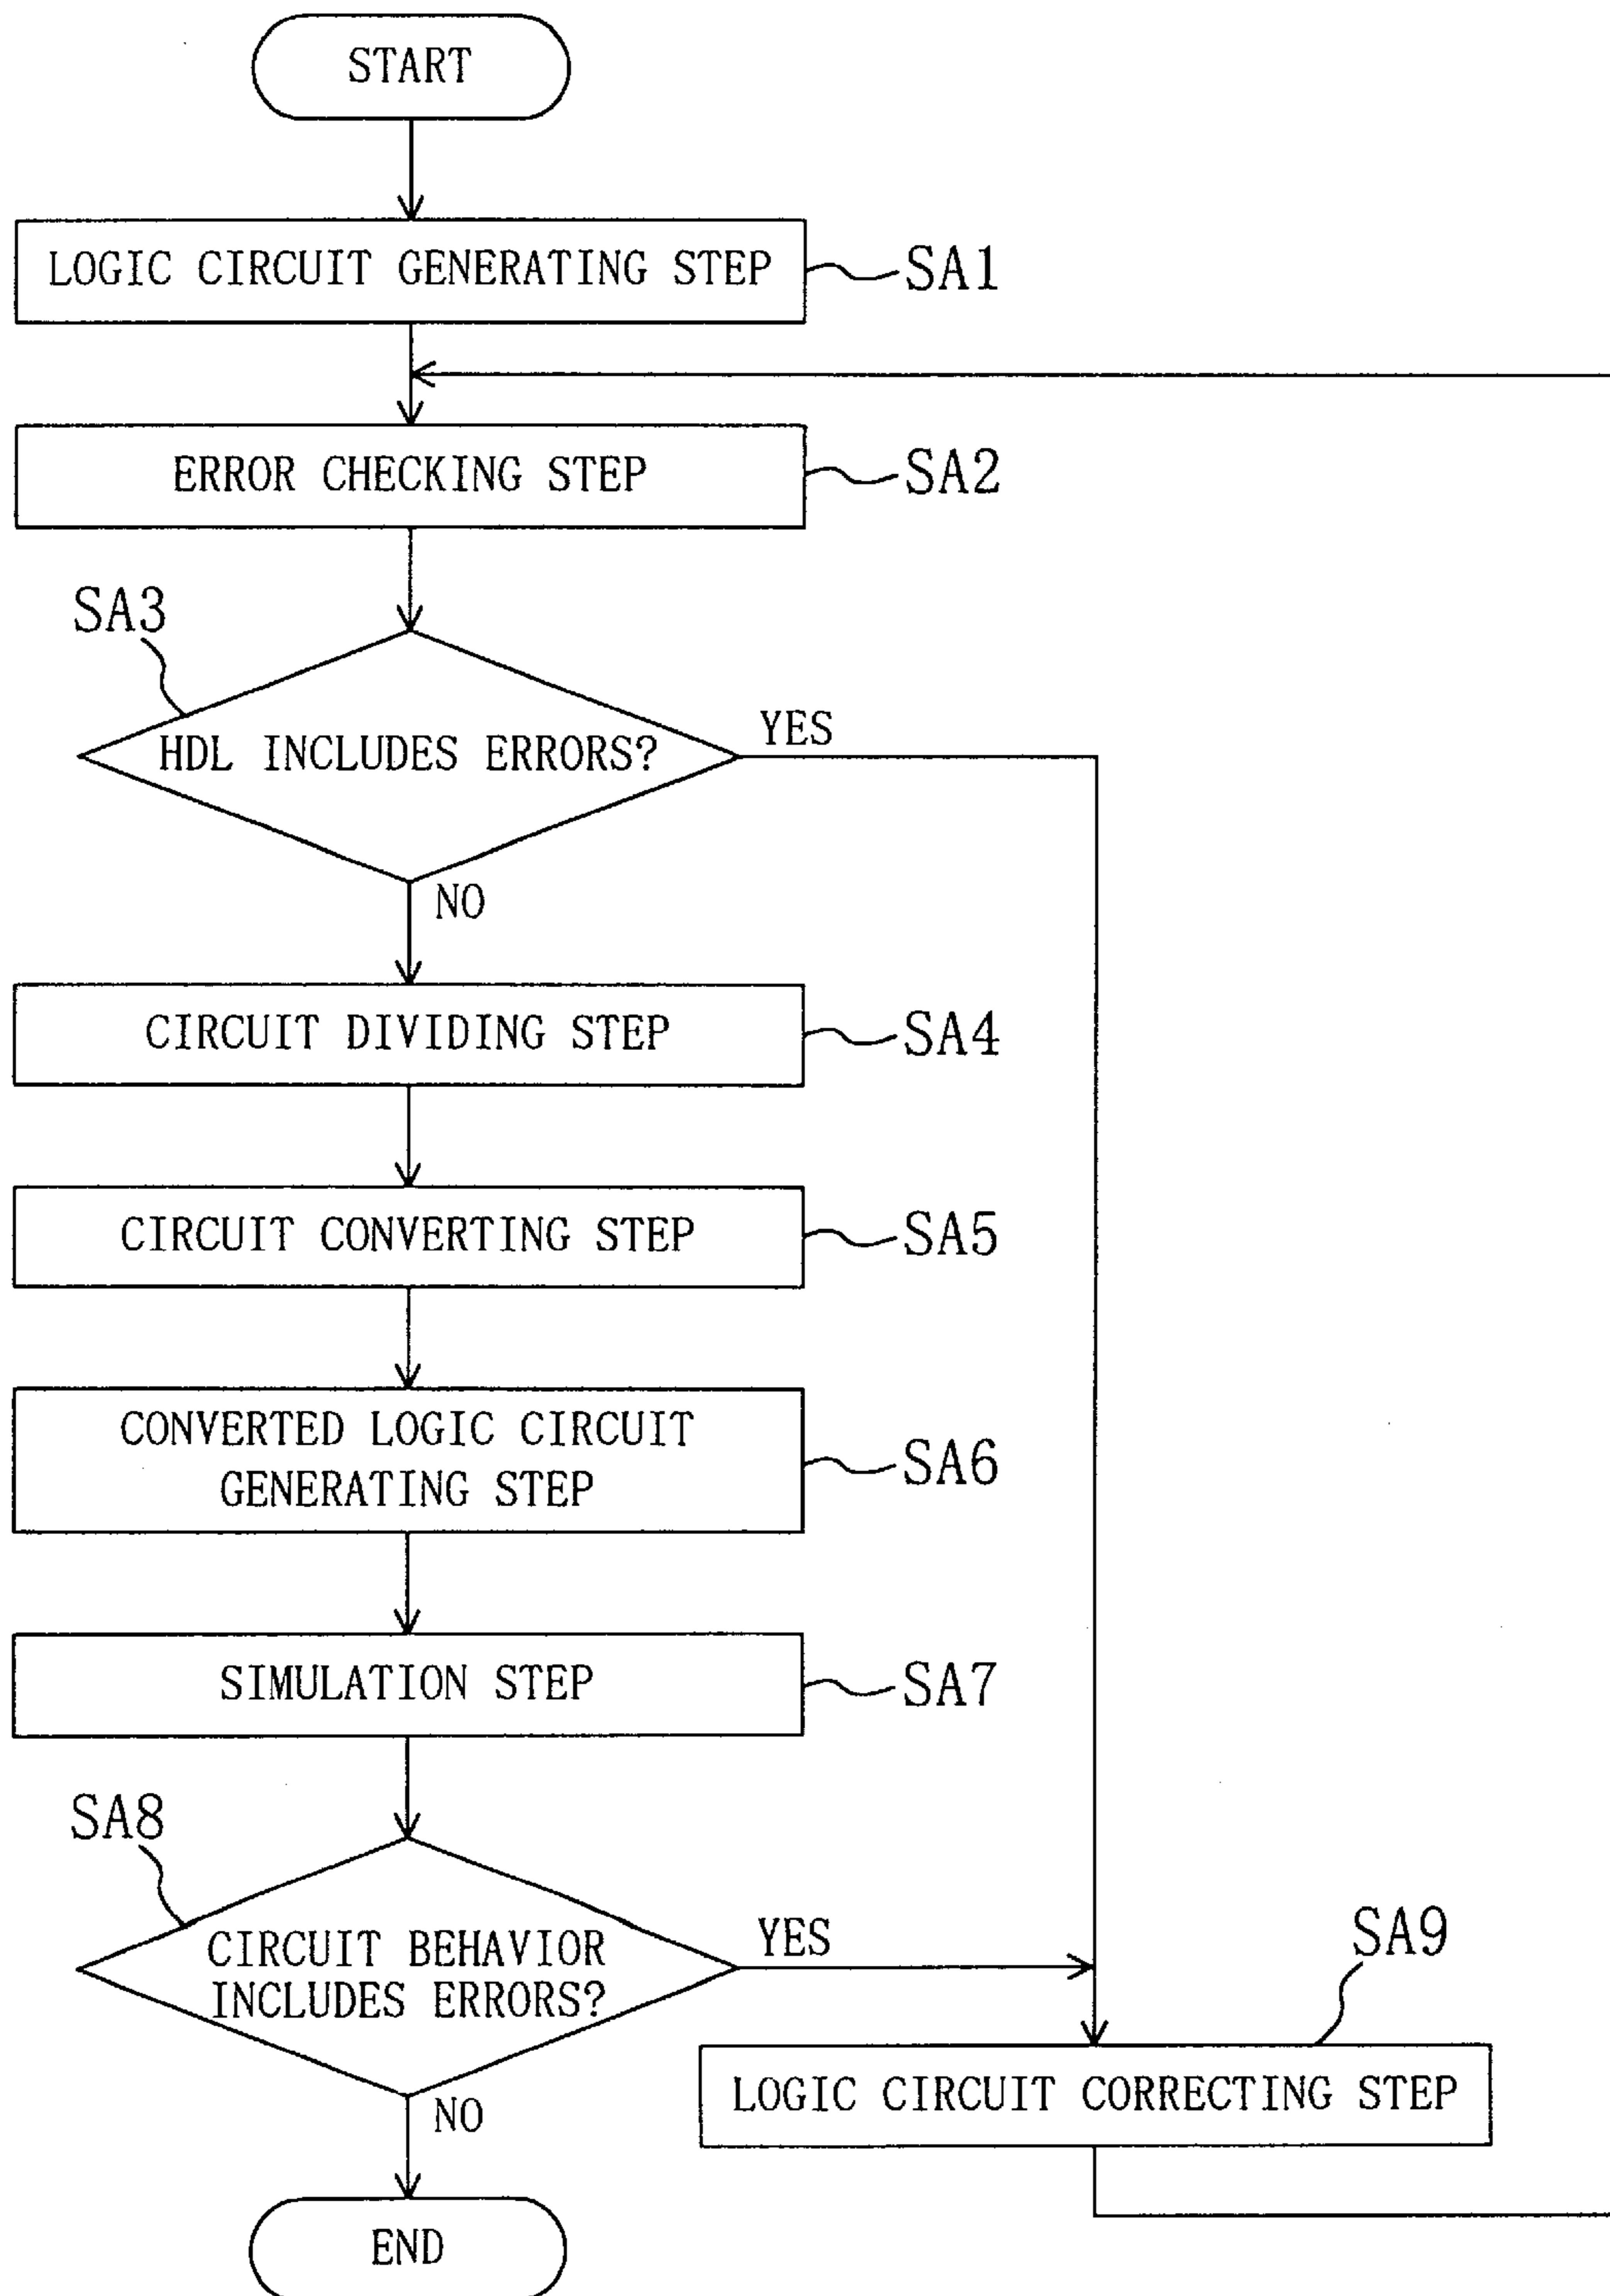 START
LOGIC CIRCUIT GENERATING STEP
SA1
ERROR CHECKING STEP
SA2
SA3
HDL INCLUDES ERRORS?
YES
NO
CIRCUIT DIVIDING STEP
SA4
CIRCUIT CONVERTING STEP
SA5
CONVERTED LOGIC CIRCUIT
GENERATING STEP
SA6
SIMULATION STEP
SA7
SA8
CIRCUIT BEHAVIOR
INCLUDES ERRORS?
YES
NO
SA9
LOGIC CIRCUIT CORRECTING STEP
END